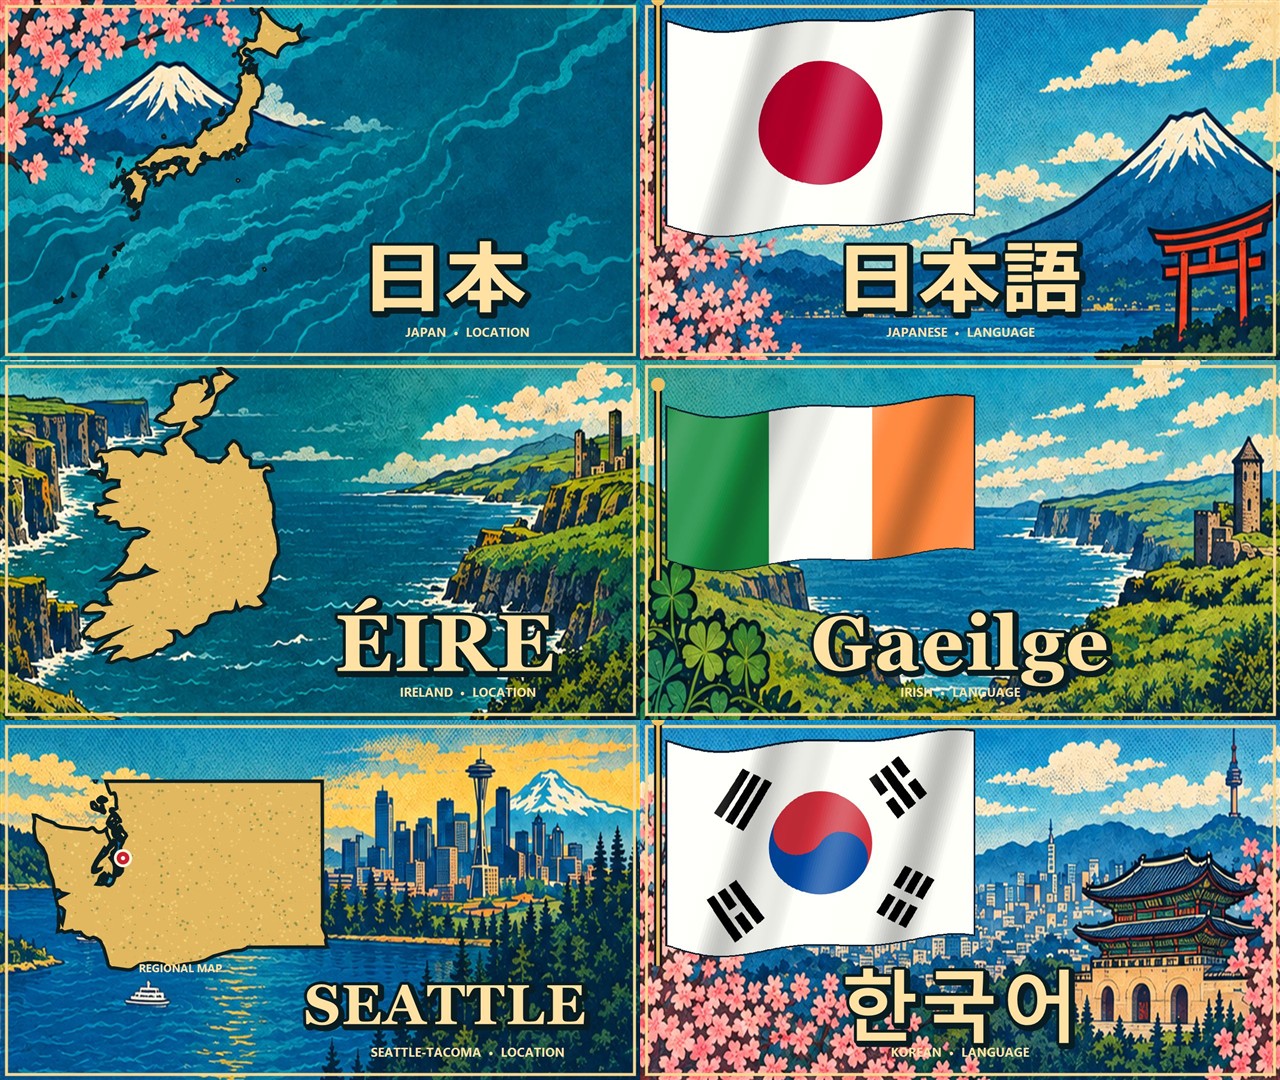 日本
JAPAN • LOCATION
日本語
JAPANESE • LANGUAGE
ÉIRE
IRELAND • LOCATION
Gaeilge
IRISH • LANGUAGE
REGIONAL MAP
SEATTLE
SEATTLE-TACOMA • LOCATION
한국어
KOREAN • LANGUAGE